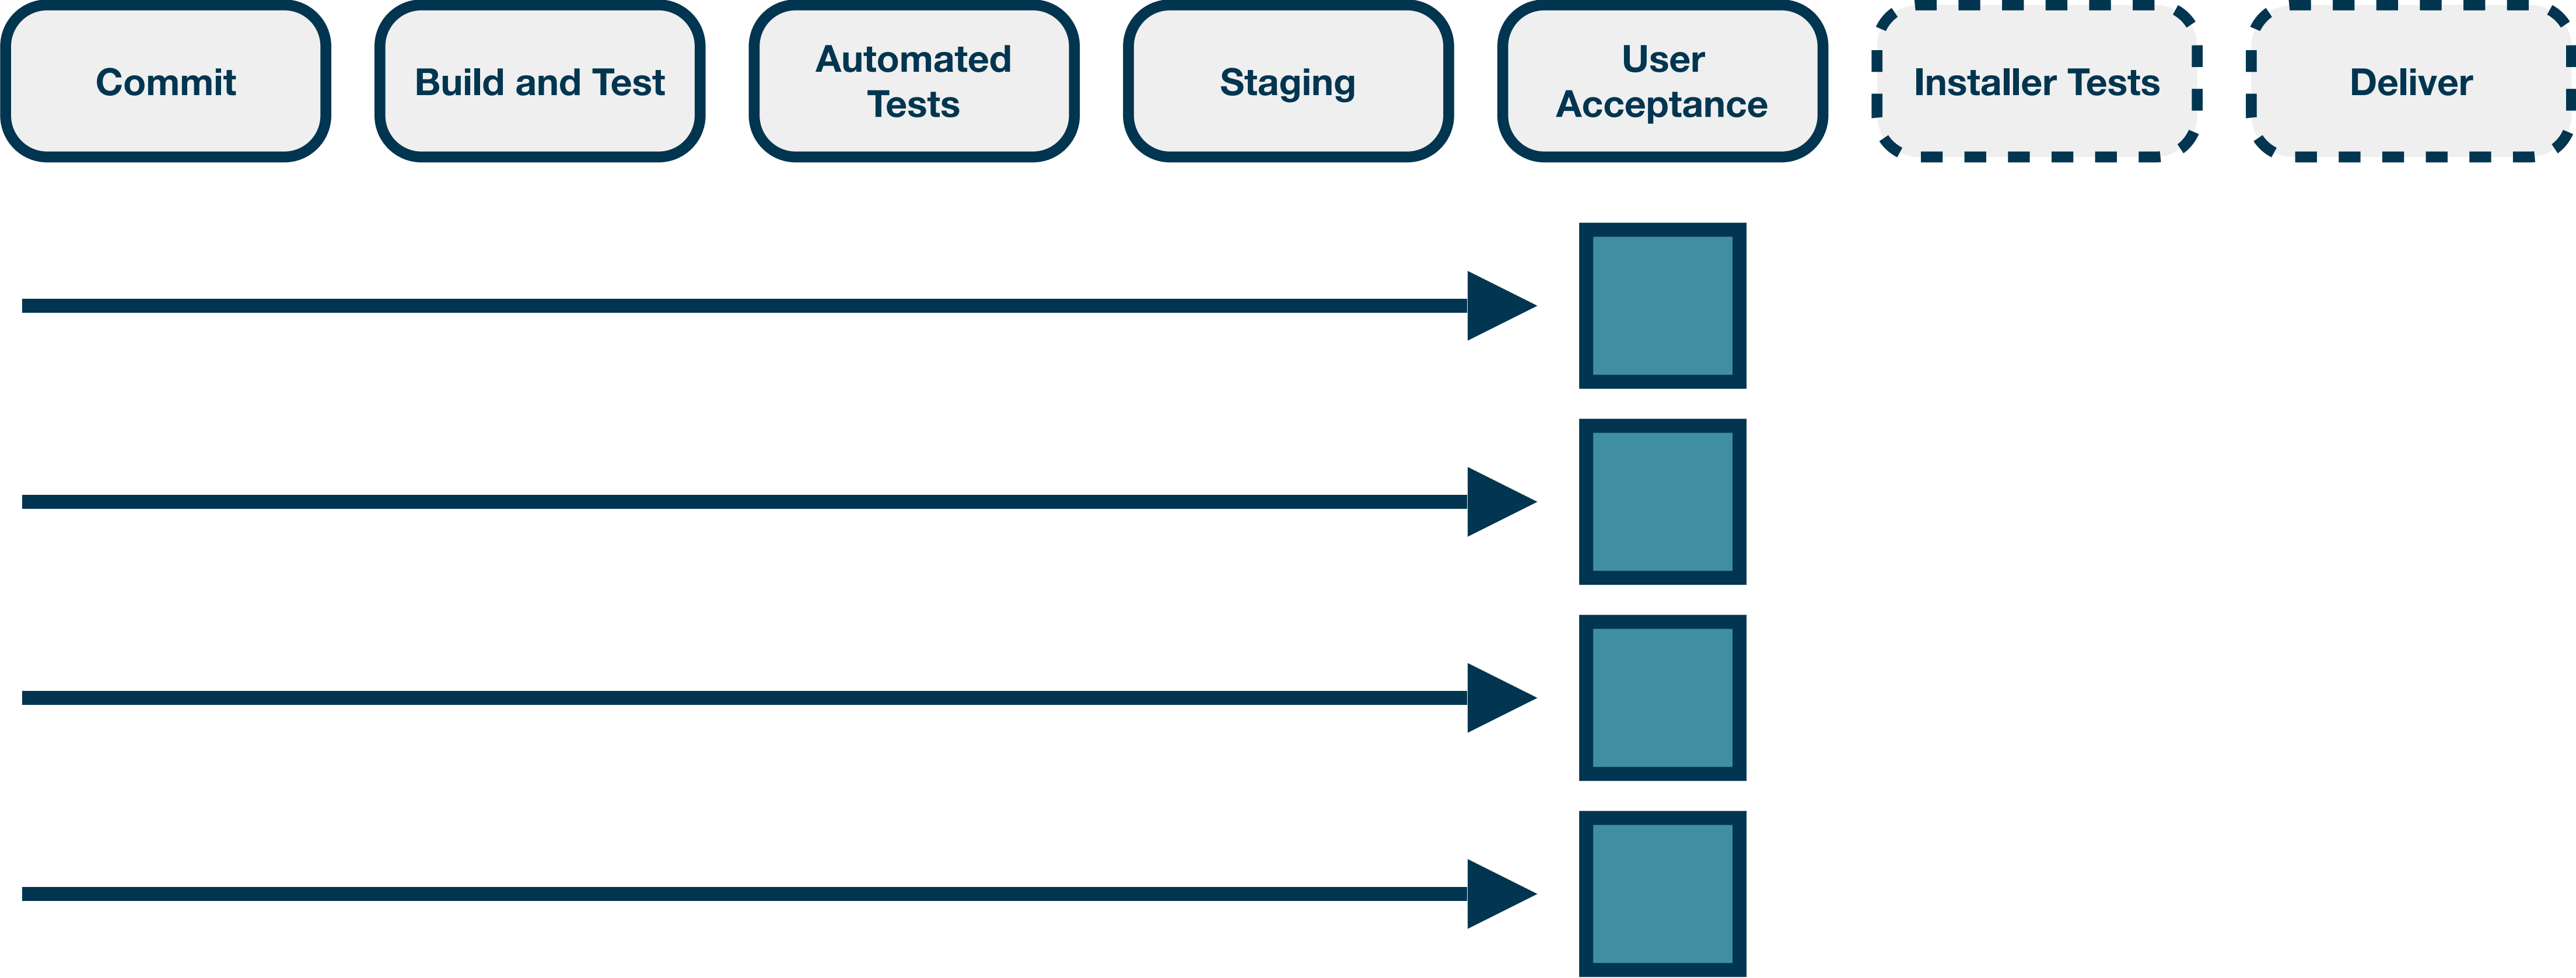 Commit
Build and Test
Automated
Tests
Staging
User
Acceptance
Installer Tests
Deliver